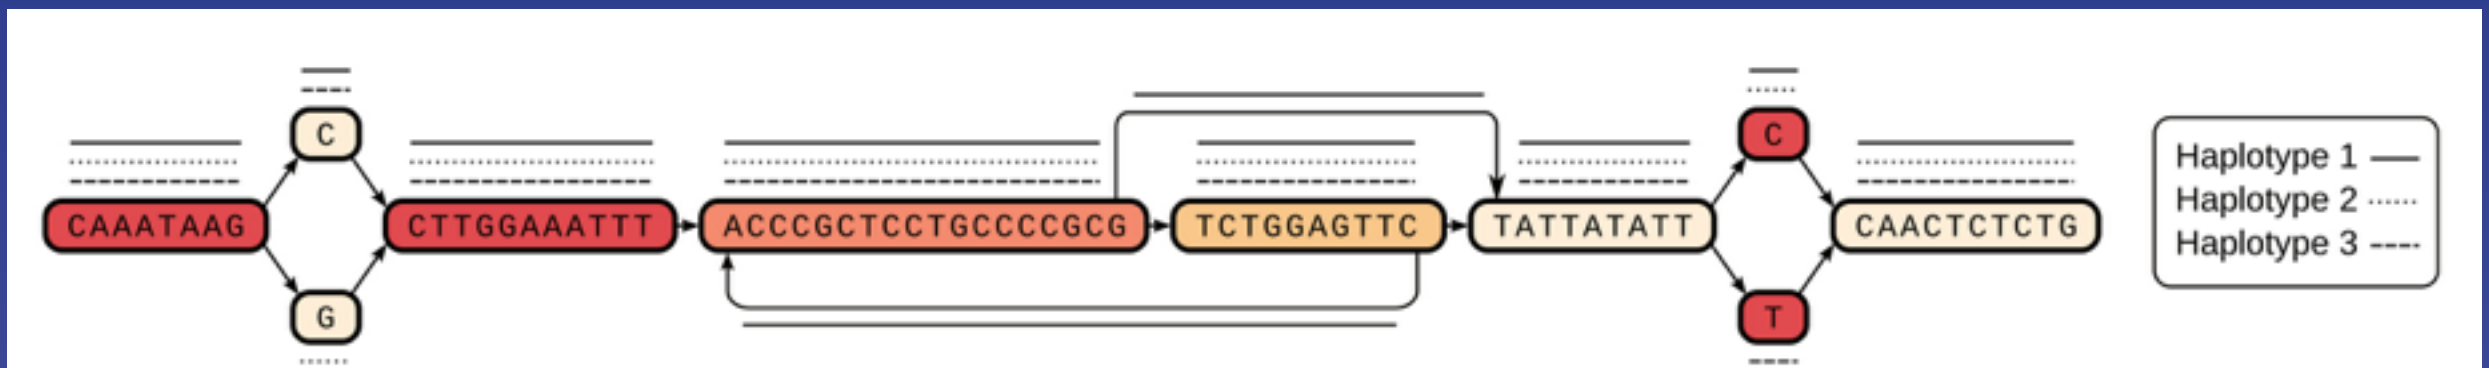 C
CAAATAAG CTTGGAAATTT ACCCGCTCCTGCCCCGCG TCTGGAGTTC TATTATATT CAACTCTCTG
G
C
T
Haplotype 1
Haplotype 2
Haplotype 3